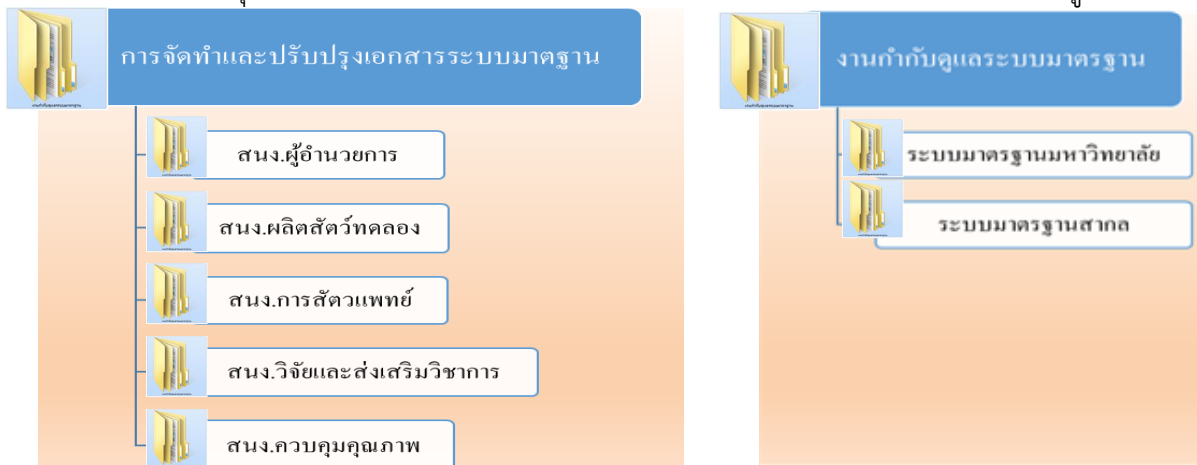 การจัดทำและปรับปรุงเอกสารระบบมาตฐาน
สนง.ผู้อำนวยการ
สนง.ผลิตสัตว์ทดลอง
สนง.การสัตวแพทย์
สนง.วิจัยและส่งเสริมวิชาการ
สนง.ควบคุมคุณภาพ
งานกำกับดูแลระบบมาตรฐาน
ระบบมาตรฐานมหาวิทยาลัย
ระบบมาตรฐานสากล